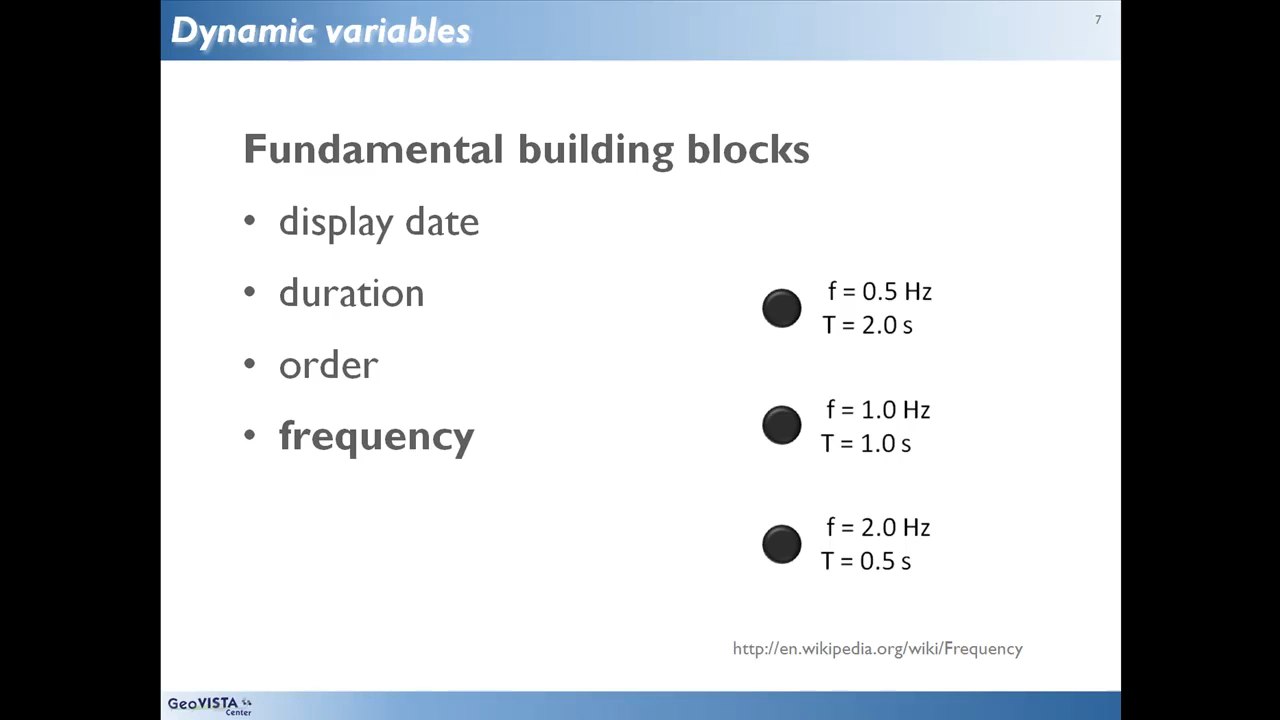 Dynamic variables
7
Fundamental building blocks
• display date
• duration
• order
• frequency
f = 0.5 Hz
T = 2.0 s
f = 1.0 Hz
T = 1.0 s
f = 2.0 Hz
T = 0.5 s
http://en.wikipedia.org/wiki/Frequency
GeoVISTA
Center